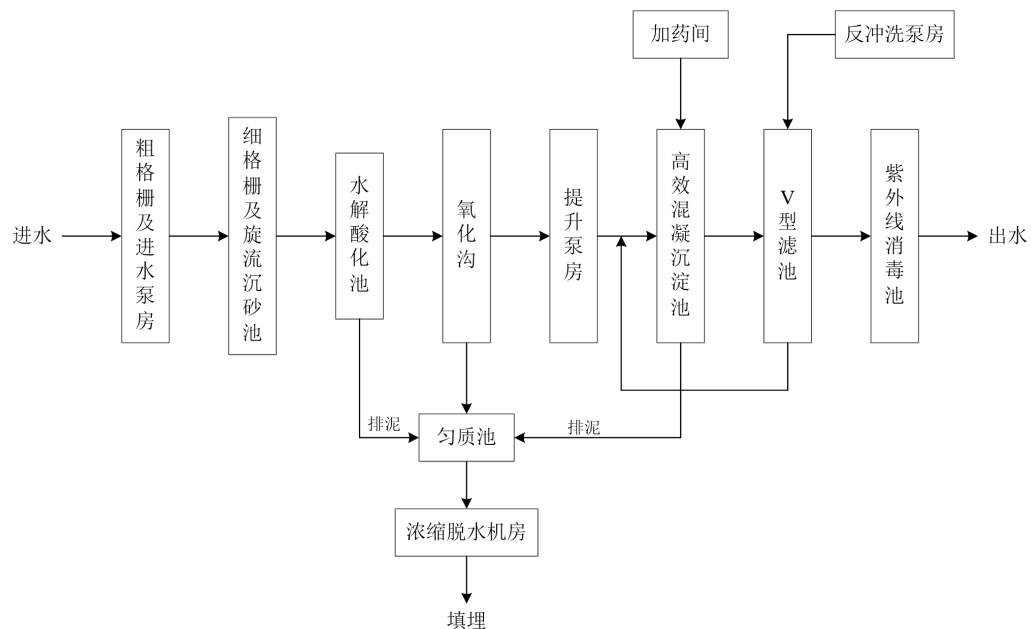 加药间
反冲洗泵房
进水
粗格栅及进水泵房
细格栅及旋流沉砂池
水解酸化池
氧化沟
提升泵房
高效混凝沉淀池
V型滤池
紫外线消毒池
出水
排泥
匀质池
排泥
浓缩脱水机房
填埋